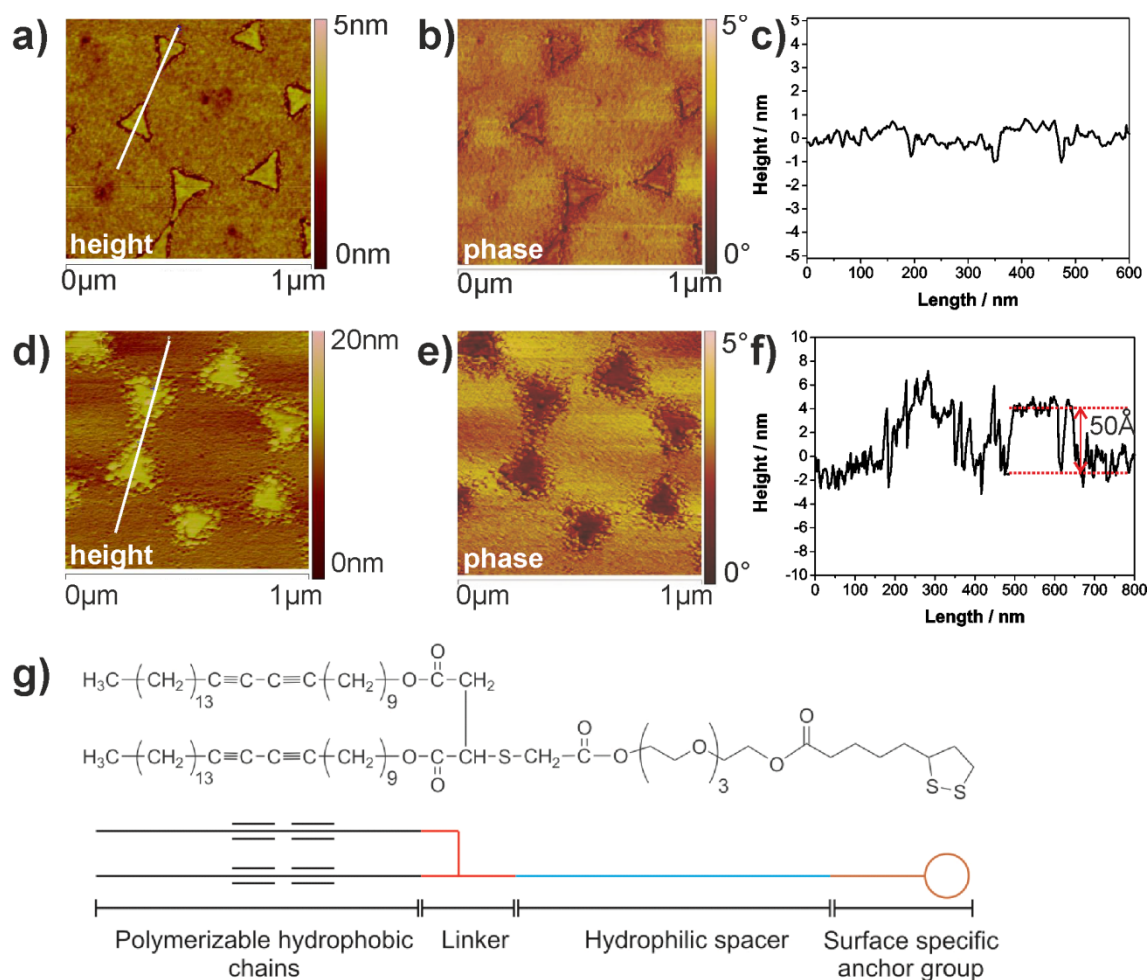 a)
5nm
height
0nm
0µm
1µm
b)
5°
phase
0°
0µm
1µm
c)
Height / nm
5
4
3
2
1
0
-1
-2
-3
-4
-5
0 100 200 300 400 500 600
Length / nm
d)
20nm
height
0nm
0µm
1µm
e)
5°
phase
0°
0µm
1µm
f)
Height / nm
10
8
6
4
2
0
-2
-4
-6
-8
-10
50Å
0 100 200 300 400 500 600 700 800
Length / nm
g)
O O
H₃C—(CH₂)₁₃—C≡C—C≡C—(CH₂)₉—O—C—CH₂
O O
H₃C—(CH₂)₁₃—C≡C—C≡C—(CH₂)₉—O—C—CH—S—CH₂—C—O (O)₃ O
O
S-S
Polymerizable hydrophobic chains
Linker
Hydrophilic spacer
Surface specific anchor group